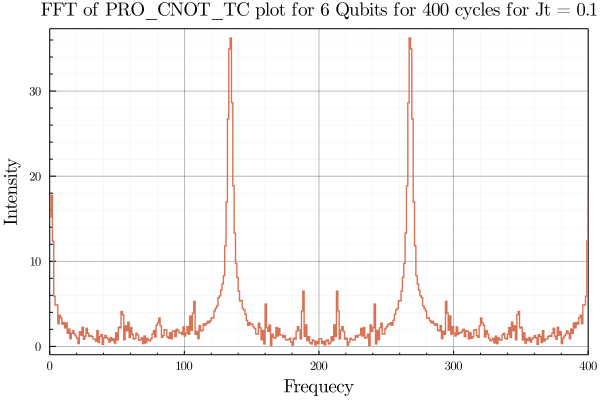 FFT of PRO_CNOT_TC plot for 6 Qubits for 400 cycles for Jt = 0.1
Intensity
30
20
10
0
0 100 200 300 400
Frequecy